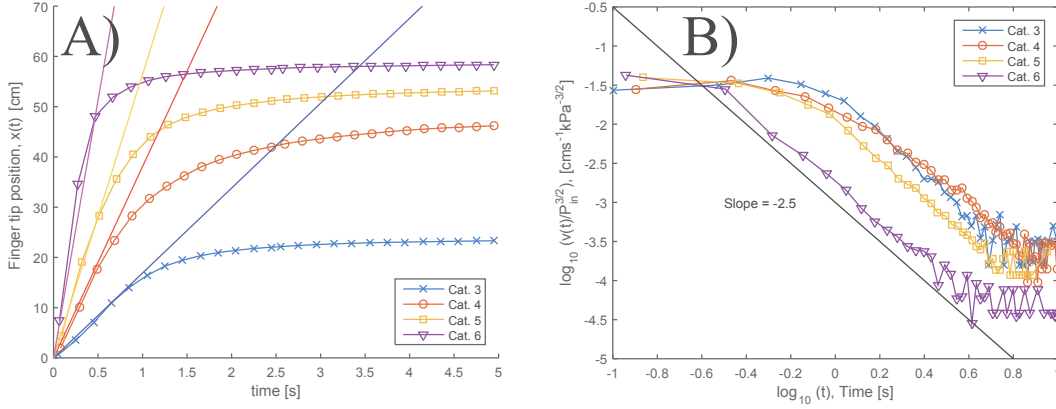 A)
Finger tip position, x(t) [cm]
70
60
50
40
30
20
10
0
0 0.5 1 1.5 2 2.5 3 3.5 4 4.5 5
time [s]
Cat. 3
Cat. 4
Cat. 5
Cat. 6
B)
log10 (v(t)/P_in^3/2), [cms^-1kPa^-3/2]
-0.5
-1
-1.5
-2
-2.5
-3
-3.5
-4
-4.5
-5
-1 -0.8 -0.6 -0.4 -0.2 0 0.2 0.4 0.6 0.8 1
log10 (t), Time [s]
Slope = -2.5
Cat. 3
Cat. 4
Cat. 5
Cat. 6